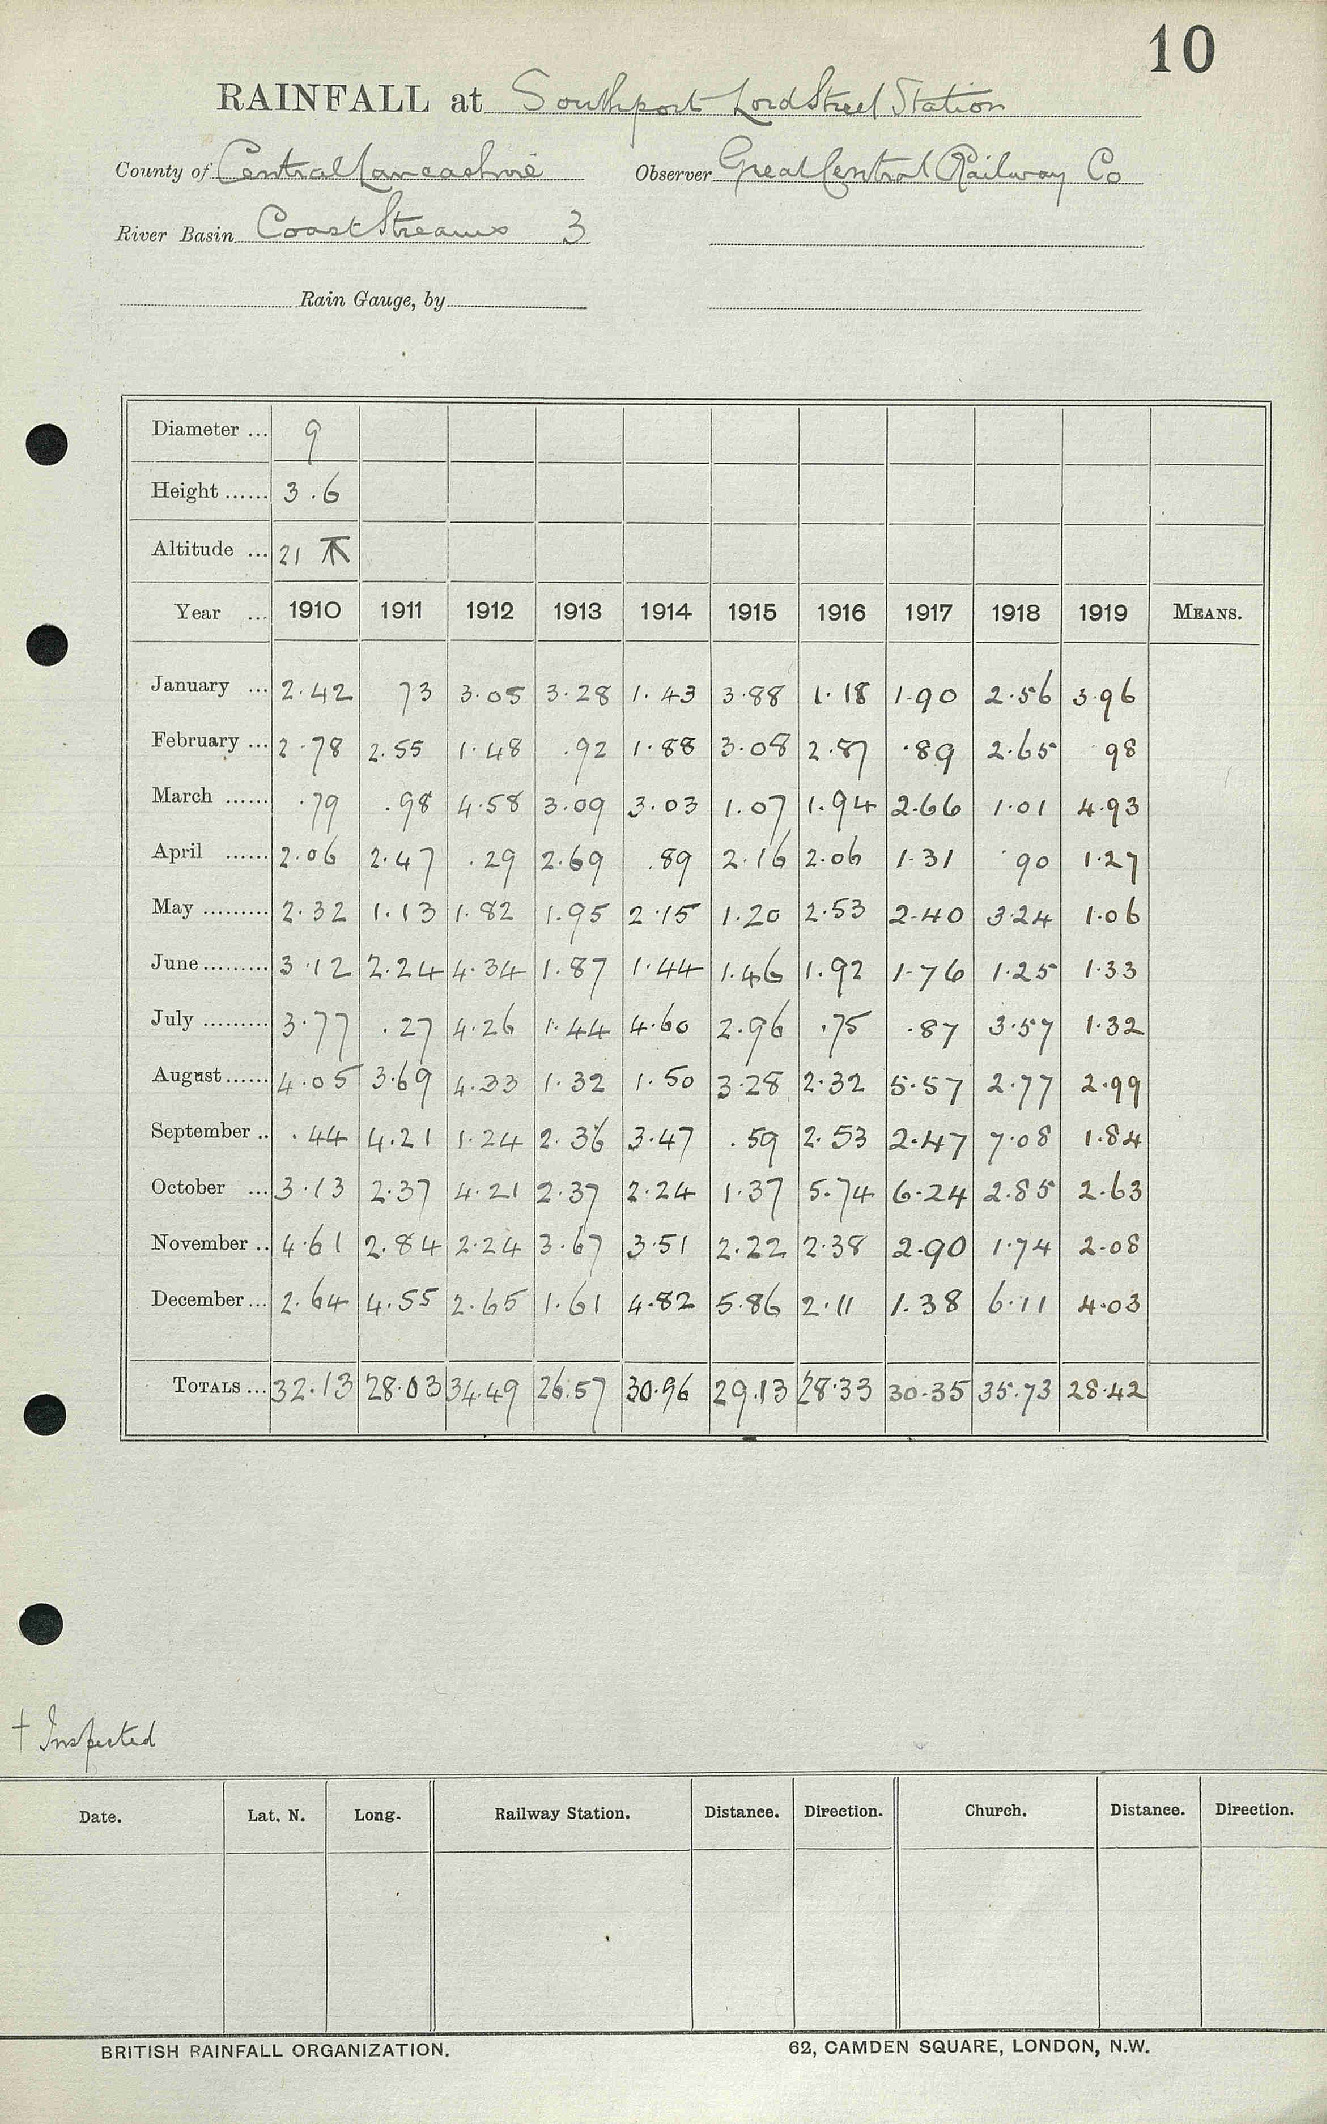 10
RAINFALL at Southport Lord Street Station
County of Central Lancashire Observer Great Central Railway Co
River Basin Coast Streams 3
Rain Gauge, by
Diameter ... 9
Height ...... 3.6
Altitude ... 21
Year ... 1910 1911 1912 1913 1914 1915 1916 1917 1918 1919 MEANS.
January ... 2.42 73 3.05 3.28 1.43 3.88 1.18 1.90 2.56 3.96
February ... 2.78 2.55 1.48 .92 1.88 3.08 2.87 .89 2.65 98
March ...... .79 .98 4.58 3.09 3.03 1.07 1.94 2.66 1.01 4.93
April ...... 2.06 2.47 .29 2.69 .89 2.16 2.06 1.31 .90 1.27
May ......... 2.32 1.13 1.82 1.95 2.15 1.20 2.53 2.40 3.24 1.06
June ......... 3.12 2.24 4.34 1.87 1.44 1.46 1.92 1.76 1.25 1.33
July ......... 3.77 .27 4.26 1.44 4.60 2.96 .75 .87 3.57 1.32
August ...... 4.05 3.69 4.33 1.32 1.50 3.28 2.32 5.57 2.77 2.99
September .. .44 4.21 1.24 2.36 3.47 .59 2.53 2.47 7.08 1.84
October ... 3.13 2.37 4.21 2.37 2.24 1.37 5.74 6.24 2.85 2.63
November .. 4.61 2.84 2.24 3.67 3.51 2.22 2.38 2.90 1.74 2.08
December ... 2.64 4.55 2.65 1.61 4.82 5.86 2.11 1.38 6.11 4.03
TOTALS ... 32.13 28.03 34.49 26.57 30.96 29.13 28.33 30.35 35.73 28.42
† Inspected
Date. Lat. N. Long. Railway Station. Distance. Direction. Church. Distance. Direction.
BRITISH RAINFALL ORGANIZATION. 62, CAMDEN SQUARE, LONDON, N.W.